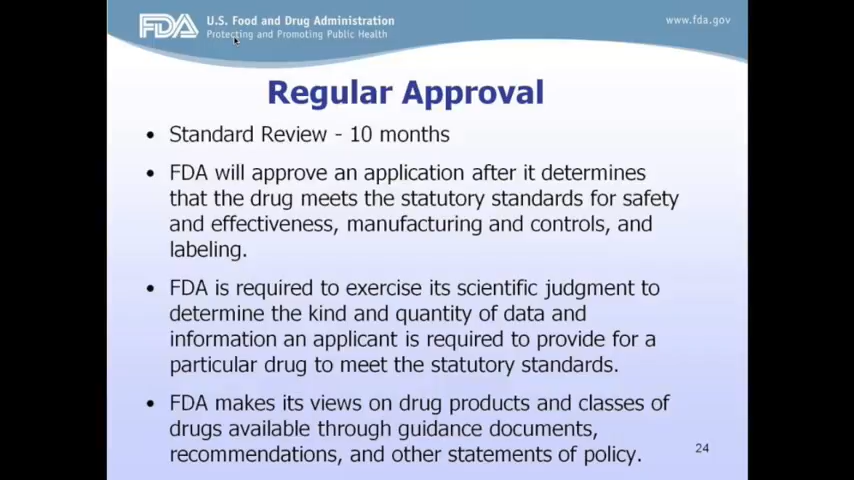 FDA U.S. Food and Drug Administration
Protecting and Promoting Public Health
www.fda.gov
Regular Approval
• Standard Review - 10 months
• FDA will approve an application after it determines
that the drug meets the statutory standards for safety
and effectiveness, manufacturing and controls, and
labeling.
• FDA is required to exercise its scientific judgment to
determine the kind and quantity of data and
information an applicant is required to provide for a
particular drug to meet the statutory standards.
• FDA makes its views on drug products and classes of
drugs available through guidance documents,
recommendations, and other statements of policy.
24